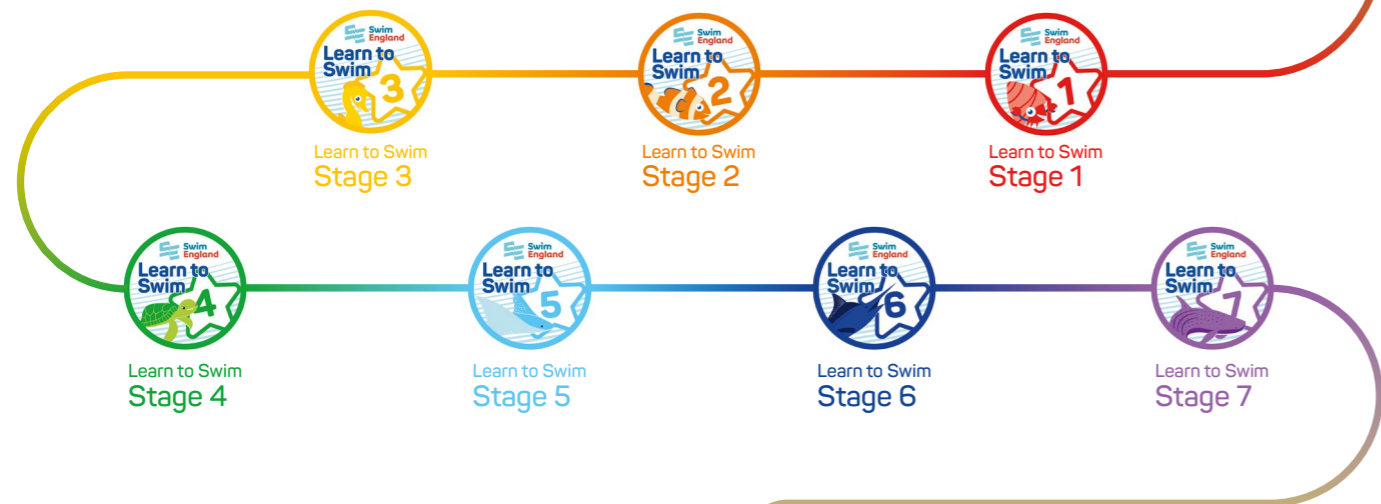 Swim
England
Learn to
Swim
3
Learn to Swim
Stage 3
Swim
England
Learn to
Swim
2
Learn to Swim
Stage 2
Swim
England
Learn to
Swim
1
Learn to Swim
Stage 1
Swim
England
Learn to
Swim
4
Learn to Swim
Stage 4
Swim
England
Learn to
Swim
5
Learn to Swim
Stage 5
Swim
England
Learn to
Swim
6
Learn to Swim
Stage 6
Swim
England
Learn to
Swim
7
Learn to Swim
Stage 7